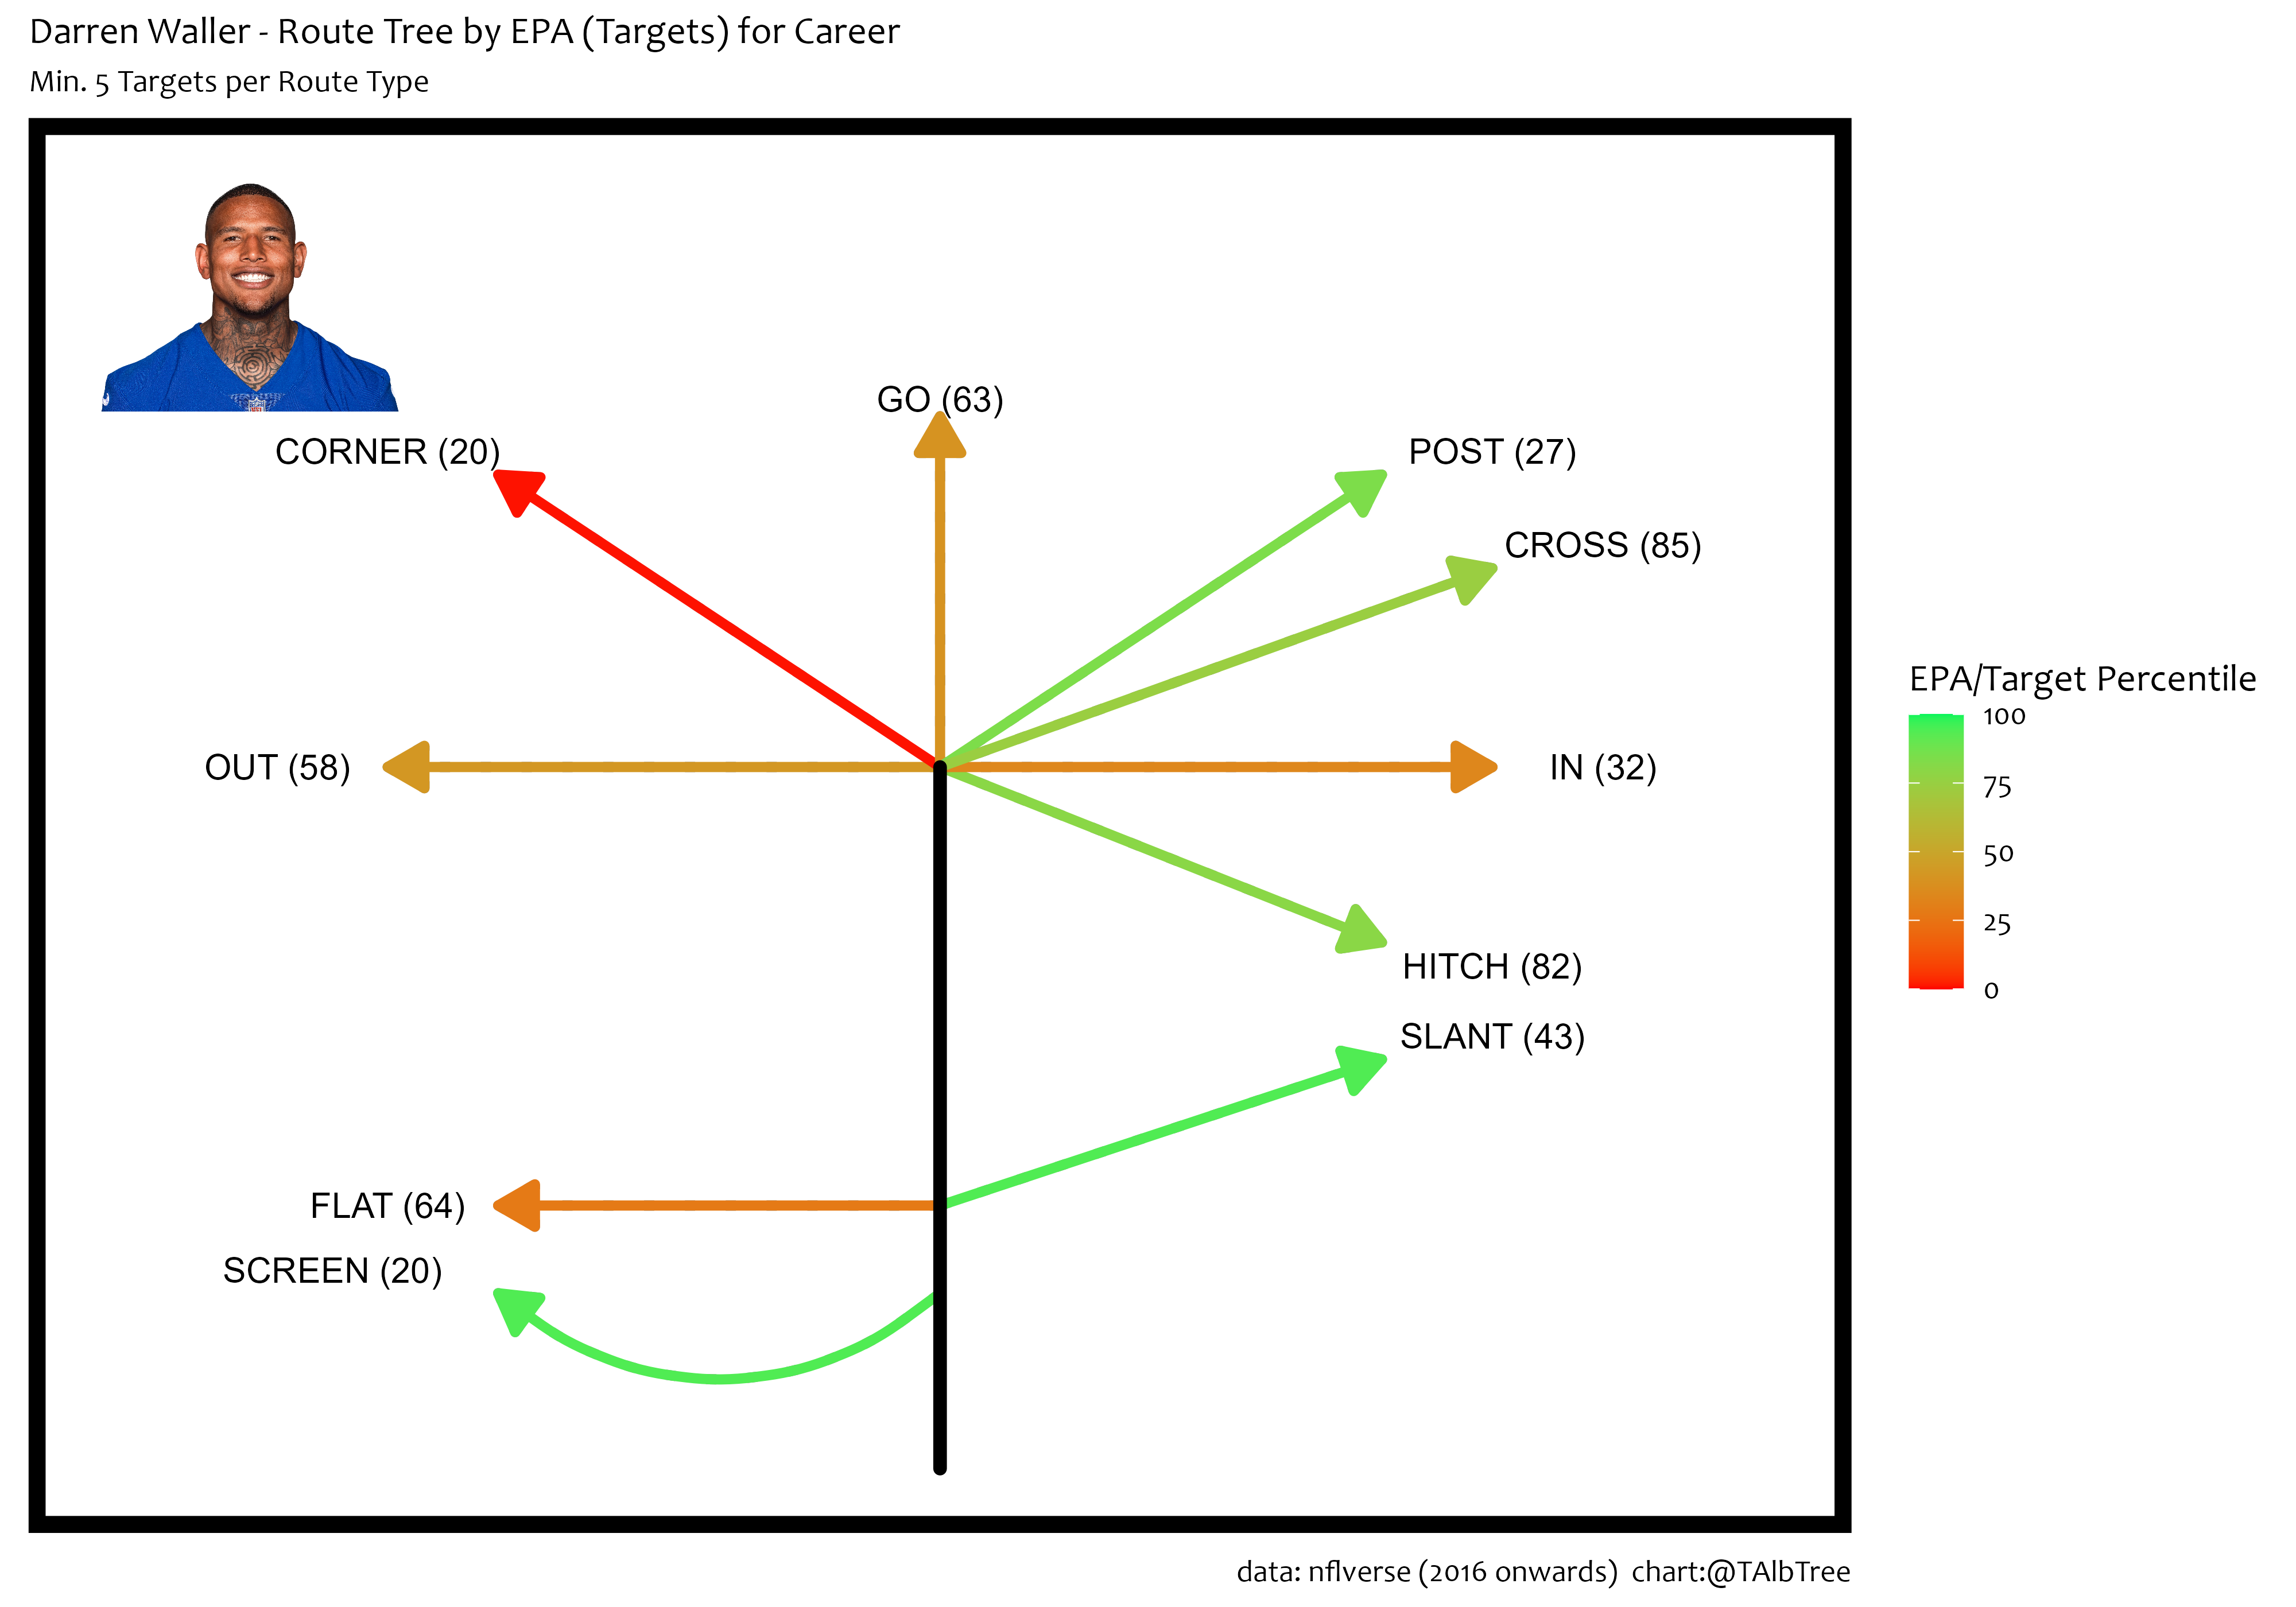 Darren Waller - Route Tree by EPA (Targets) for Career
Min. 5 Targets per Route Type
GO (63)
CORNER (20)
POST (27)
CROSS (85)
OUT (58)
IN (32)
HITCH (82)
SLANT (43)
FLAT (64)
SCREEN (20)
EPA/Target Percentile
100
75
50
25
0
data: nflverse (2016 onwards)  chart:@TAlbTree